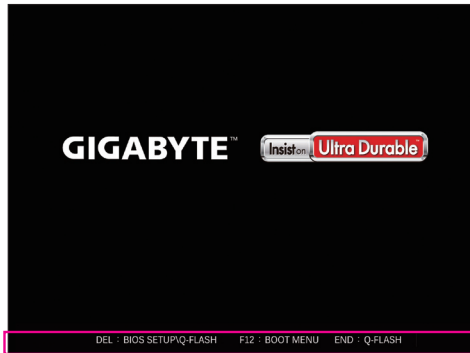 GIGABYTE™
Insist on Ultra Durable™
DEL : BIOS SETUP\Q-FLASH F12 : BOOT MENU END : Q-FLASH